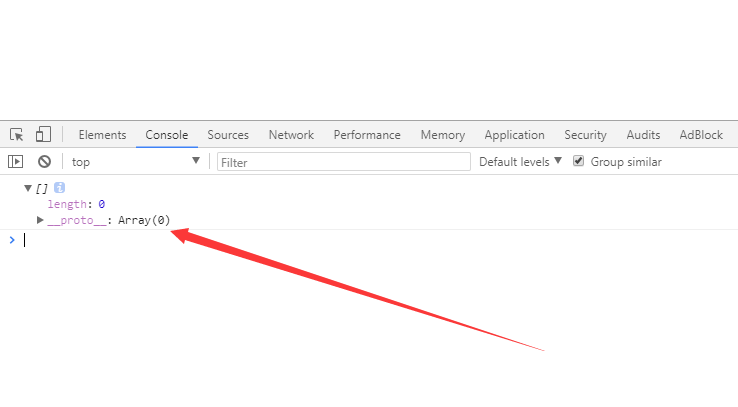 Elements Console Sources Network Performance Memory Application Security Audits AdBlock
top Filter Default levels Group similar
[] i
length: 0
__proto__: Array(0)